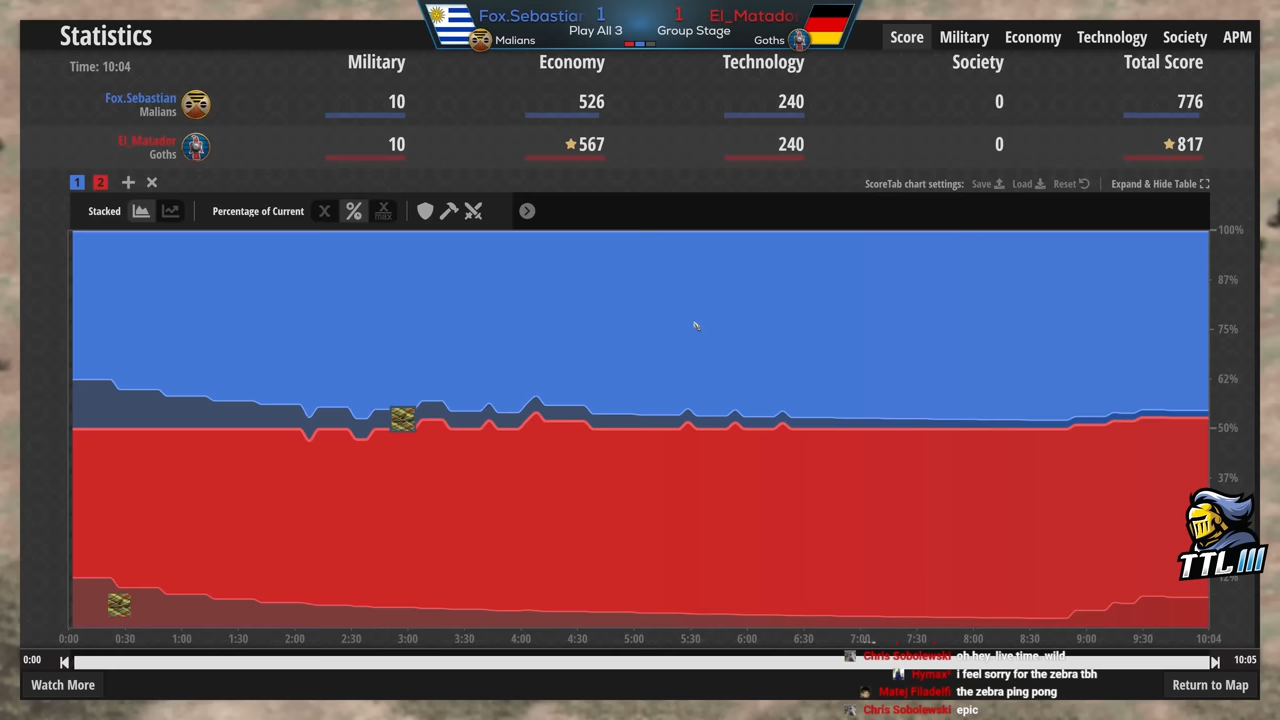 Statistics
Fox.Sebastian 1 1 El_Matador
Play All 3 Group Stage
Malians Goths
Score Military Economy Technology Society APM
Time: 10:04 Military Economy Technology Society Total Score
Fox.Sebastian 10 526 240 0 776
Malians
El_Matador 10 567 240 0 817
Goths
1 2
ScoreTab chart settings: Save Load Reset Expand & Hide Table
Stacked Percentage of Current X % X max
100%
87%
75%
62%
50%
37%
TTL III
12%
0:00 0:30 1:00 1:30 2:00 2:30 3:00 3:30 4:00 4:30 5:00 5:30 6:00 6:30 7:00 7:30 8:00 8:30 9:00 9:30 10:04
0:00 10:05
Chris Sobolewski oh hey live time wild
Hymax° i feel sorry for the zebra tbh
Watch More Return to Map
Matej Filadelfi the zebra ping pong
Chris Sobolewski epic